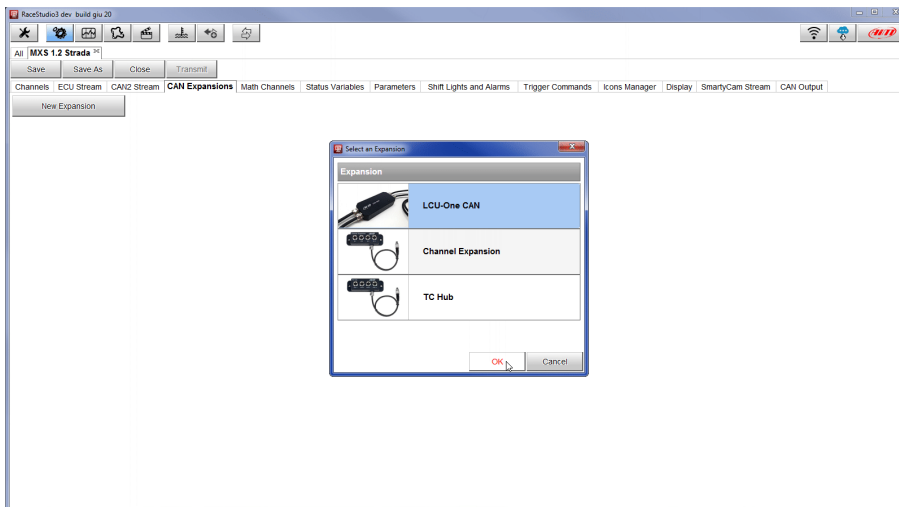 RaceStudio3 dev build giu 20
AiM
All MXS 1.2 Strada
Save Save As Close Transmit
Channels ECU Stream CAN2 Stream CAN Expansions Math Channels Status Variables Parameters Shift Lights and Alarms Trigger Commands Icons Manager Display SmartyCam Stream CAN Output
New Expansion
Select an Expansion
Expansion
LCU-One CAN
Channel Expansion
TC Hub
OK Cancel